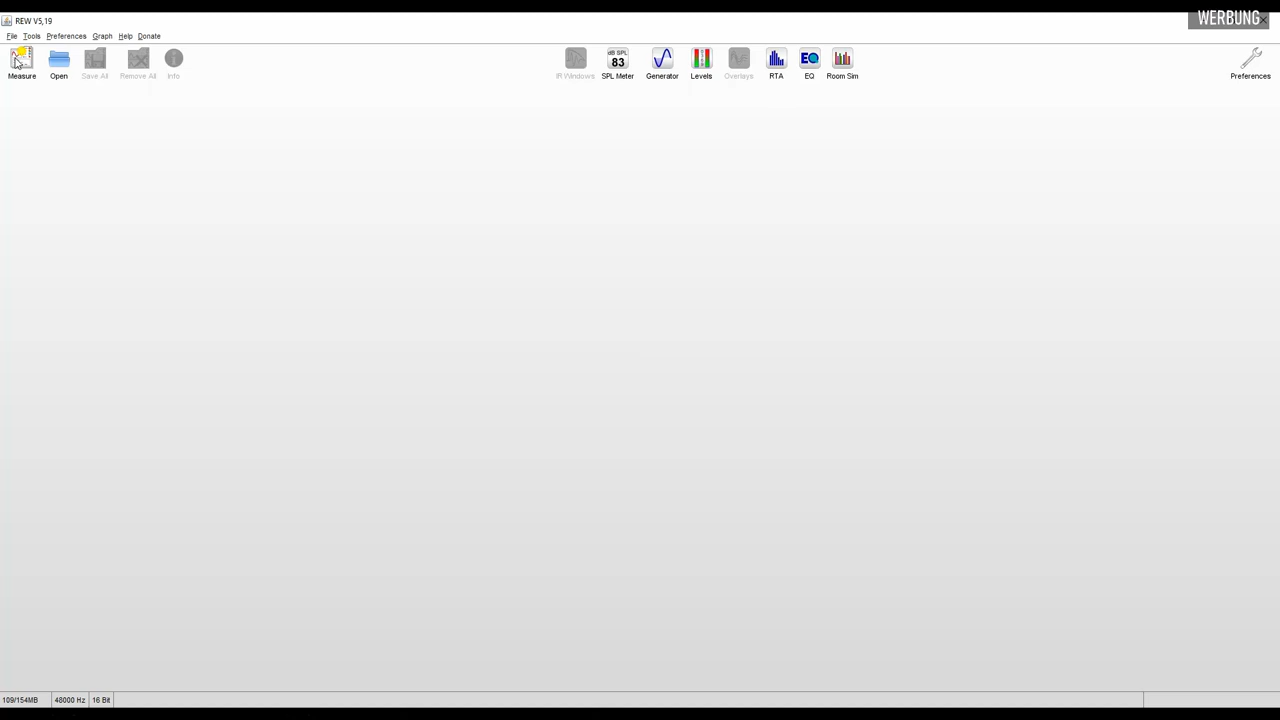 REW V5,19
WERBUNG
File Tools Preferences Graph Help Donate
dB SPL
83
EQ
Measure Open Save All Remove All Info IR Windows SPL Meter Generator Levels Overlays RTA EQ Room Sim Preferences
109/154MB 48000 Hz 16 Bit